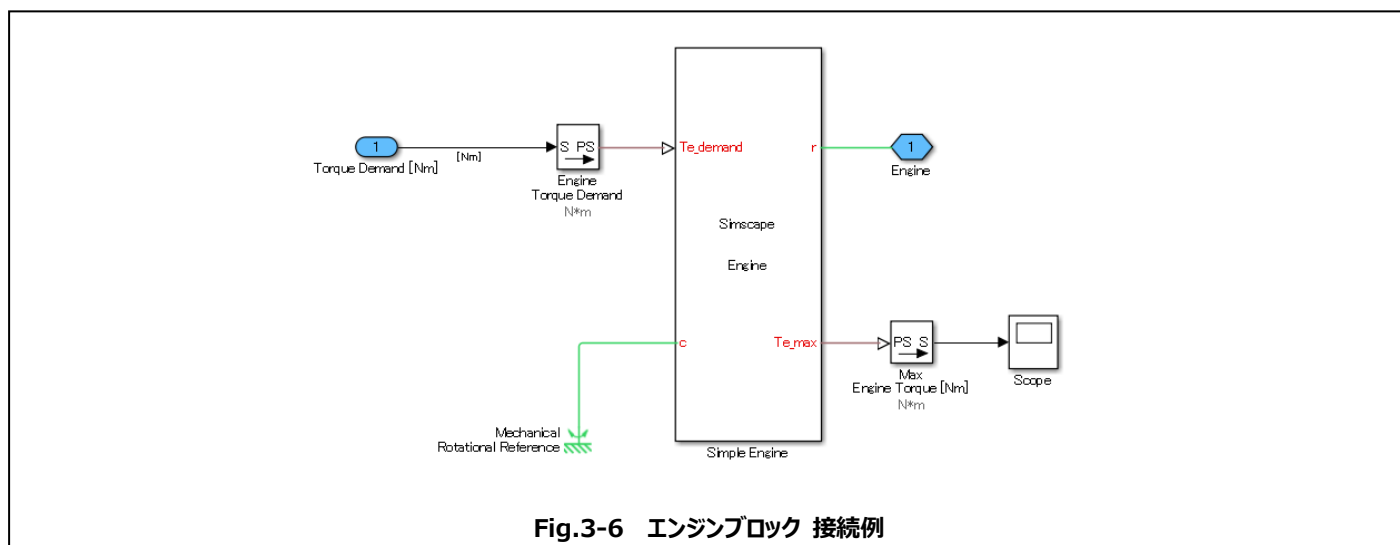 1
Torque Demand [Nm]
[Nm]
S PS
Engine
Torque Demand
N*m
Te_demand
r
Simscape
Engine
c
Te_max
Simple Engine
1
Engine
PS S
Max
Engine Torque [Nm]
N*m
Scope
Mechanical
Rotational Reference
Fig.3-6 エンジンブロック 接続例